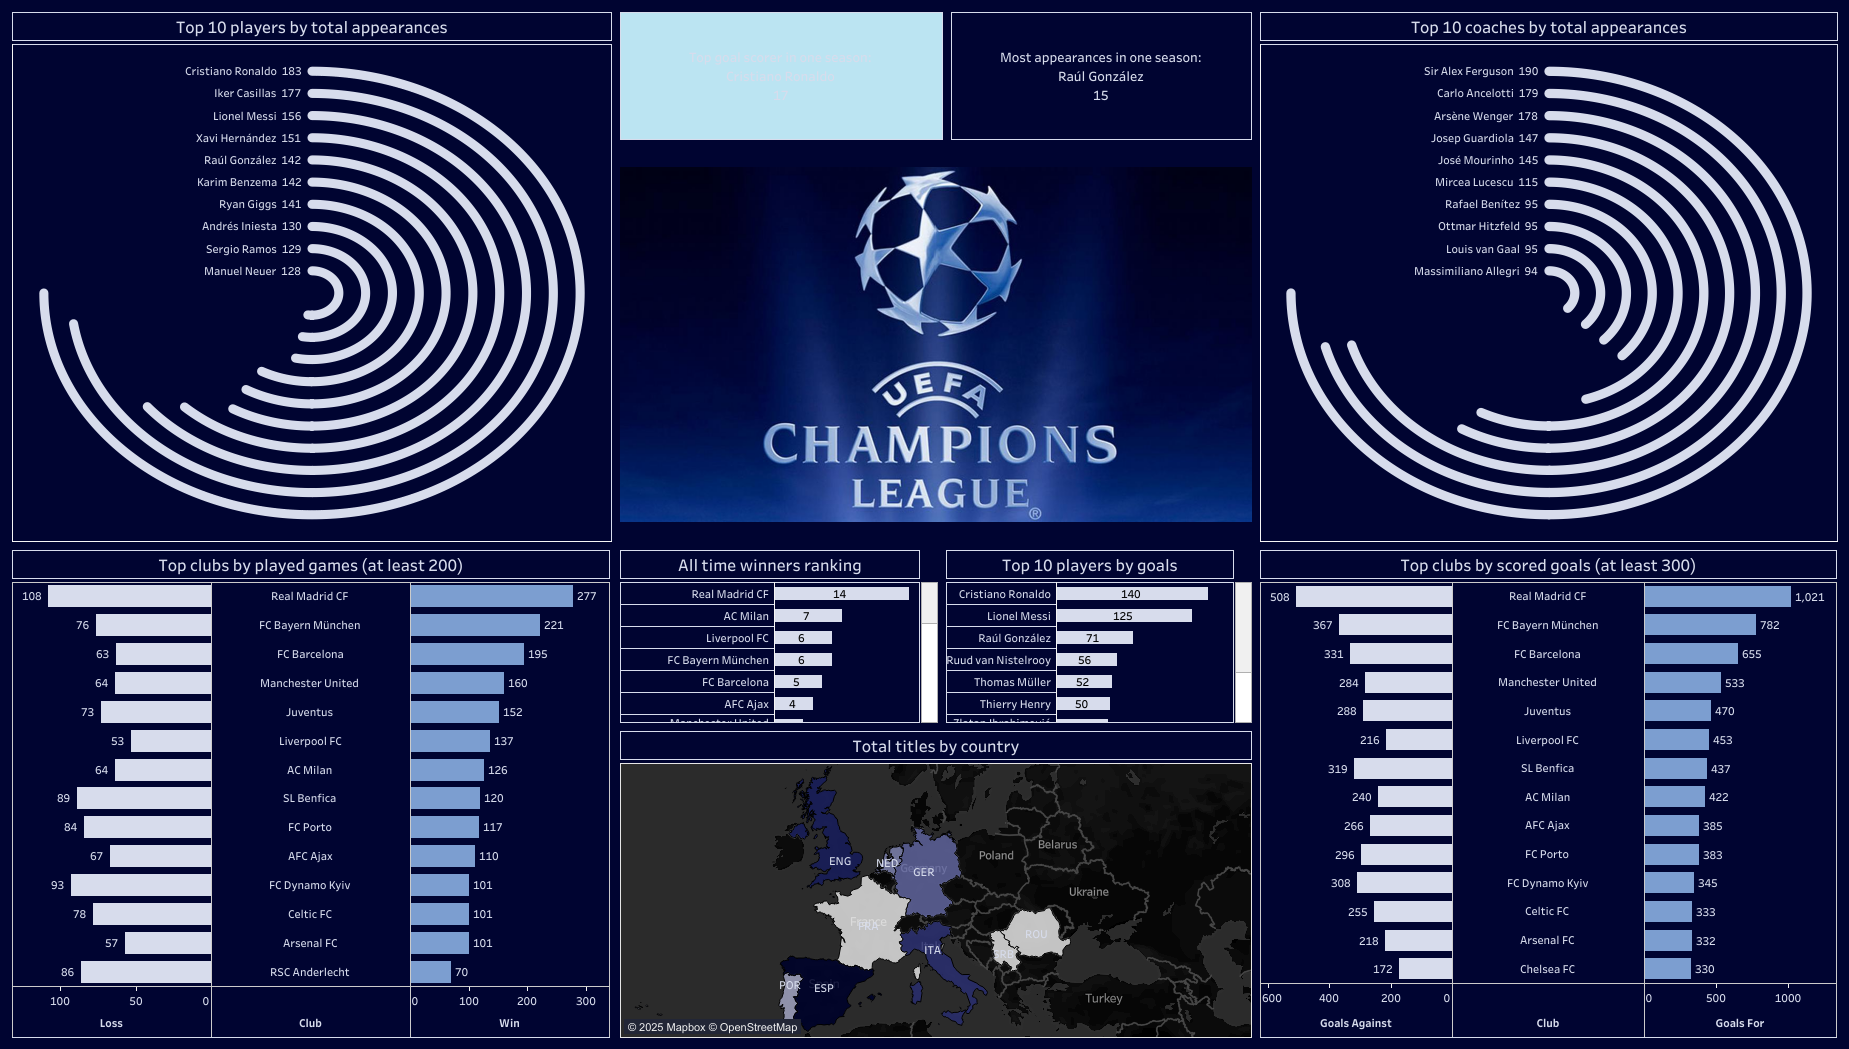 Top 10 players by total appearances
Cristiano Ronaldo 183
Iker Casillas 177
Lionel Messi 156
Xavi Hernández 151
Raúl González 142
Karim Benzema 142
Ryan Giggs 141
Andrés Iniesta 130
Sergio Ramos 129
Manuel Neuer 128
Most appearances in one season:
Raúl González
15
UEFA
CHAMPIONS
LEAGUE®
Top 10 coaches by total appearances
Sir Alex Ferguson 190
Carlo Ancelotti 179
Arsène Wenger 178
Josep Guardiola 147
José Mourinho 145
Mircea Lucescu 115
Rafael Benítez 95
Ottmar Hitzfeld 95
Louis van Gaal 95
Massimiliano Allegri 94
Top clubs by played games (at least 200)
108 Real Madrid CF 277
76 FC Bayern München 221
63 FC Barcelona 195
64 Manchester United 160
73 Juventus 152
53 Liverpool FC 137
64 AC Milan 126
89 SL Benfica 120
84 FC Porto 117
67 AFC Ajax 110
93 FC Dynamo Kyiv 101
78 Celtic FC 101
57 Arsenal FC 101
86 RSC Anderlecht 70
100 50 0 0 100 200 300
Loss Club Win
All time winners ranking
Real Madrid CF 14
AC Milan 7
Liverpool FC 6
FC Bayern München 6
FC Barcelona 5
AFC Ajax 4
Manchester United
Top 10 players by goals
Cristiano Ronaldo 140
Lionel Messi 125
Raúl González 71
Ruud van Nistelrooy 56
Thomas Müller 52
Thierry Henry 50
Zlatan Ibrahimović
Total titles by country
Belarus
Poland
ENG
NED
Germany
GER
Ukraine
France
FRA
ROU
ITA
SRB
POR
ESP
Turkey
© 2025 Mapbox © OpenStreetMap
Top clubs by scored goals (at least 300)
508 Real Madrid CF 1,021
367 FC Bayern München 782
331 FC Barcelona 655
284 Manchester United 533
288 Juventus 470
216 Liverpool FC 453
319 SL Benfica 437
240 AC Milan 422
266 AFC Ajax 385
296 FC Porto 383
308 FC Dynamo Kyiv 345
255 Celtic FC 333
218 Arsenal FC 332
172 Chelsea FC 330
600 400 200 0 0 500 1000
Goals Against Club Goals For